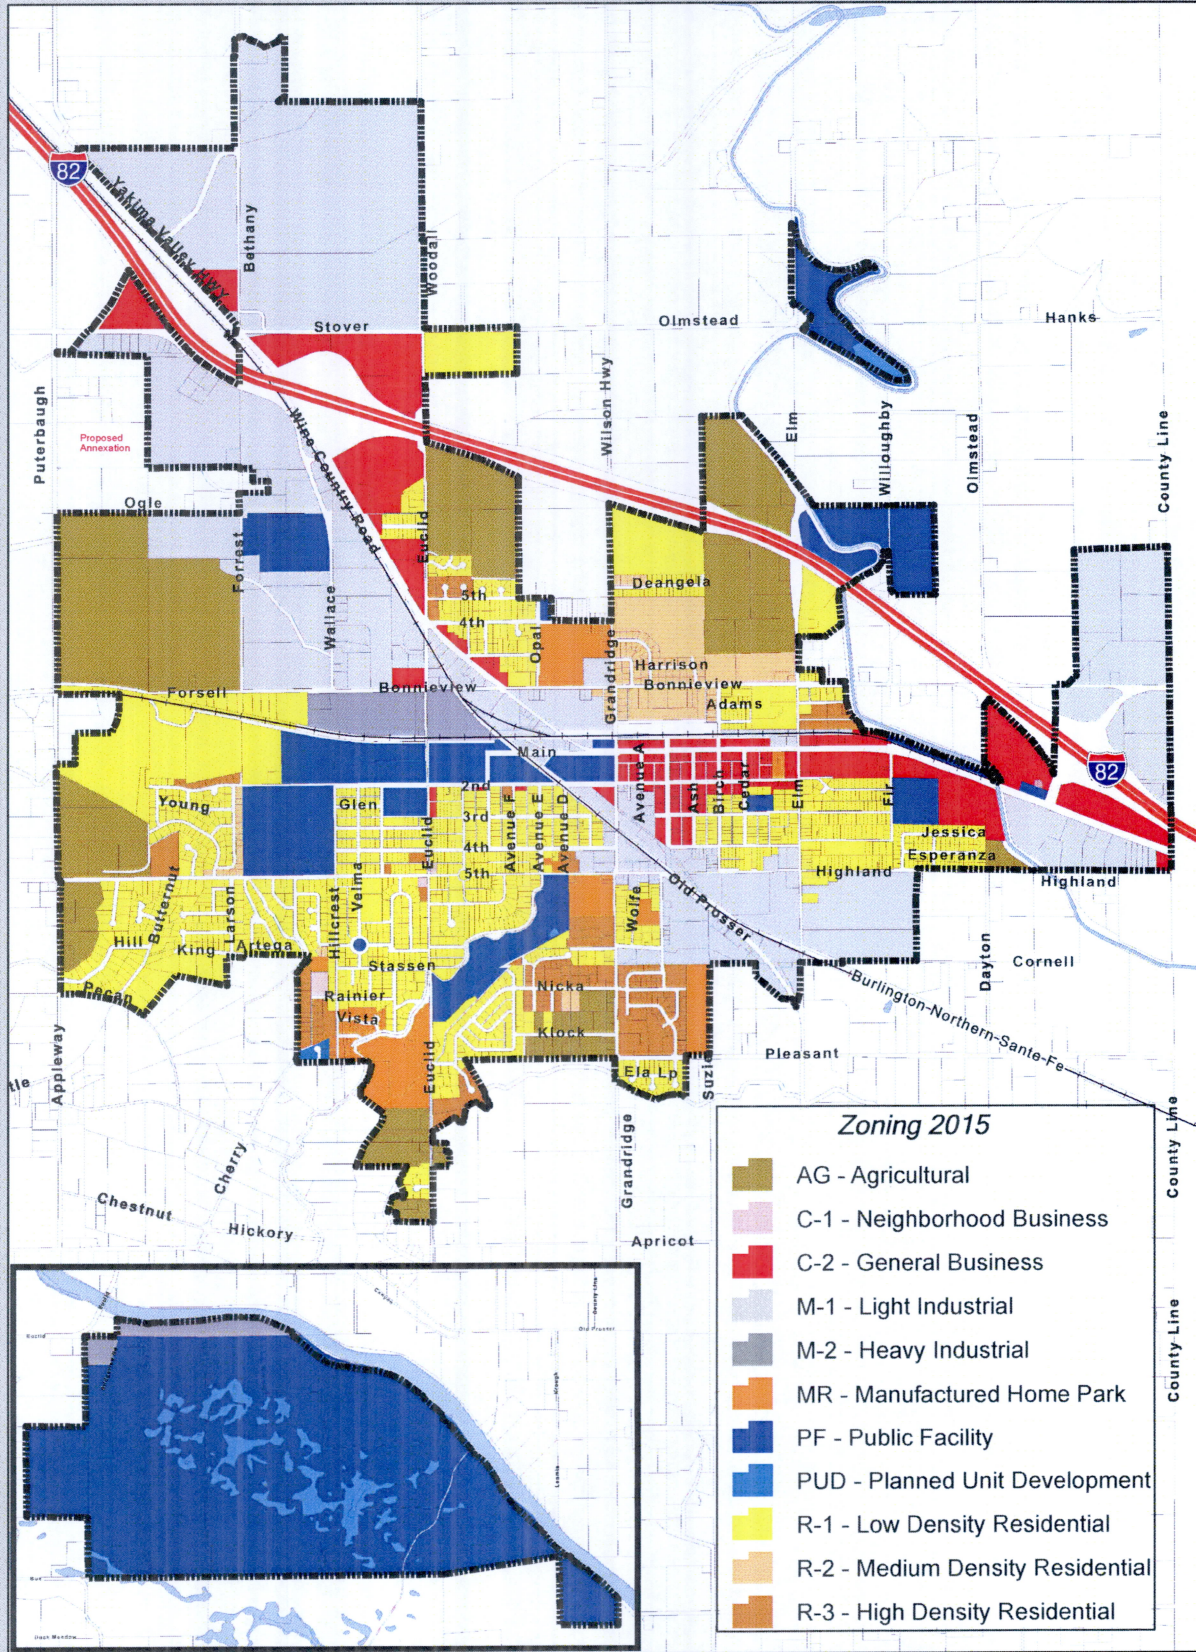 82
Yakima Valley HWY
Bethany
Woodall
Stover
Olmstead
Hanks
Wilson Hwy
Puterbaugh
Proposed
Annexation
Wine Country Road
Elm
Willoughby
Olmstead
County Line
Ogle
Forrest
Euclid
Wallace
5th
4th
Opal
Deangela
Grandridge
Harrison
Bonnieview
Forsell
Bonnieview
Adams
Main
Avenue A
82
2nd
Young
Glen
3rd
Avenue F
Avenue E
Avenue D
Ash
Birch
Cedar
Elm
Fir
Euclid
4th
Jessica
5th
Esperanza
Highland
Highland
Butternut
Larson
Velma
Hillcrest
Wolfe
Old Prosser
Hill
King
Artega
Stassen
Cornell
Dayton
Pecan
Rainier
Nicka
Burlington-Northern-Sante-Fe
Vista
Klock
Appleway
Euclid
Ela Lp
Suzie
Pleasant
tle
Cherry
Grandridge
County Line
Chestnut
Hickory
Apricot
County Line
Zoning 2015
AG - Agricultural
C-1 - Neighborhood Business
C-2 - General Business
M-1 - Light Industrial
M-2 - Heavy Industrial
MR - Manufactured Home Park
PF - Public Facility
PUD - Planned Unit Development
R-1 - Low Density Residential
R-2 - Medium Density Residential
R-3 - High Density Residential
Euclid
Old Prosser
County Line